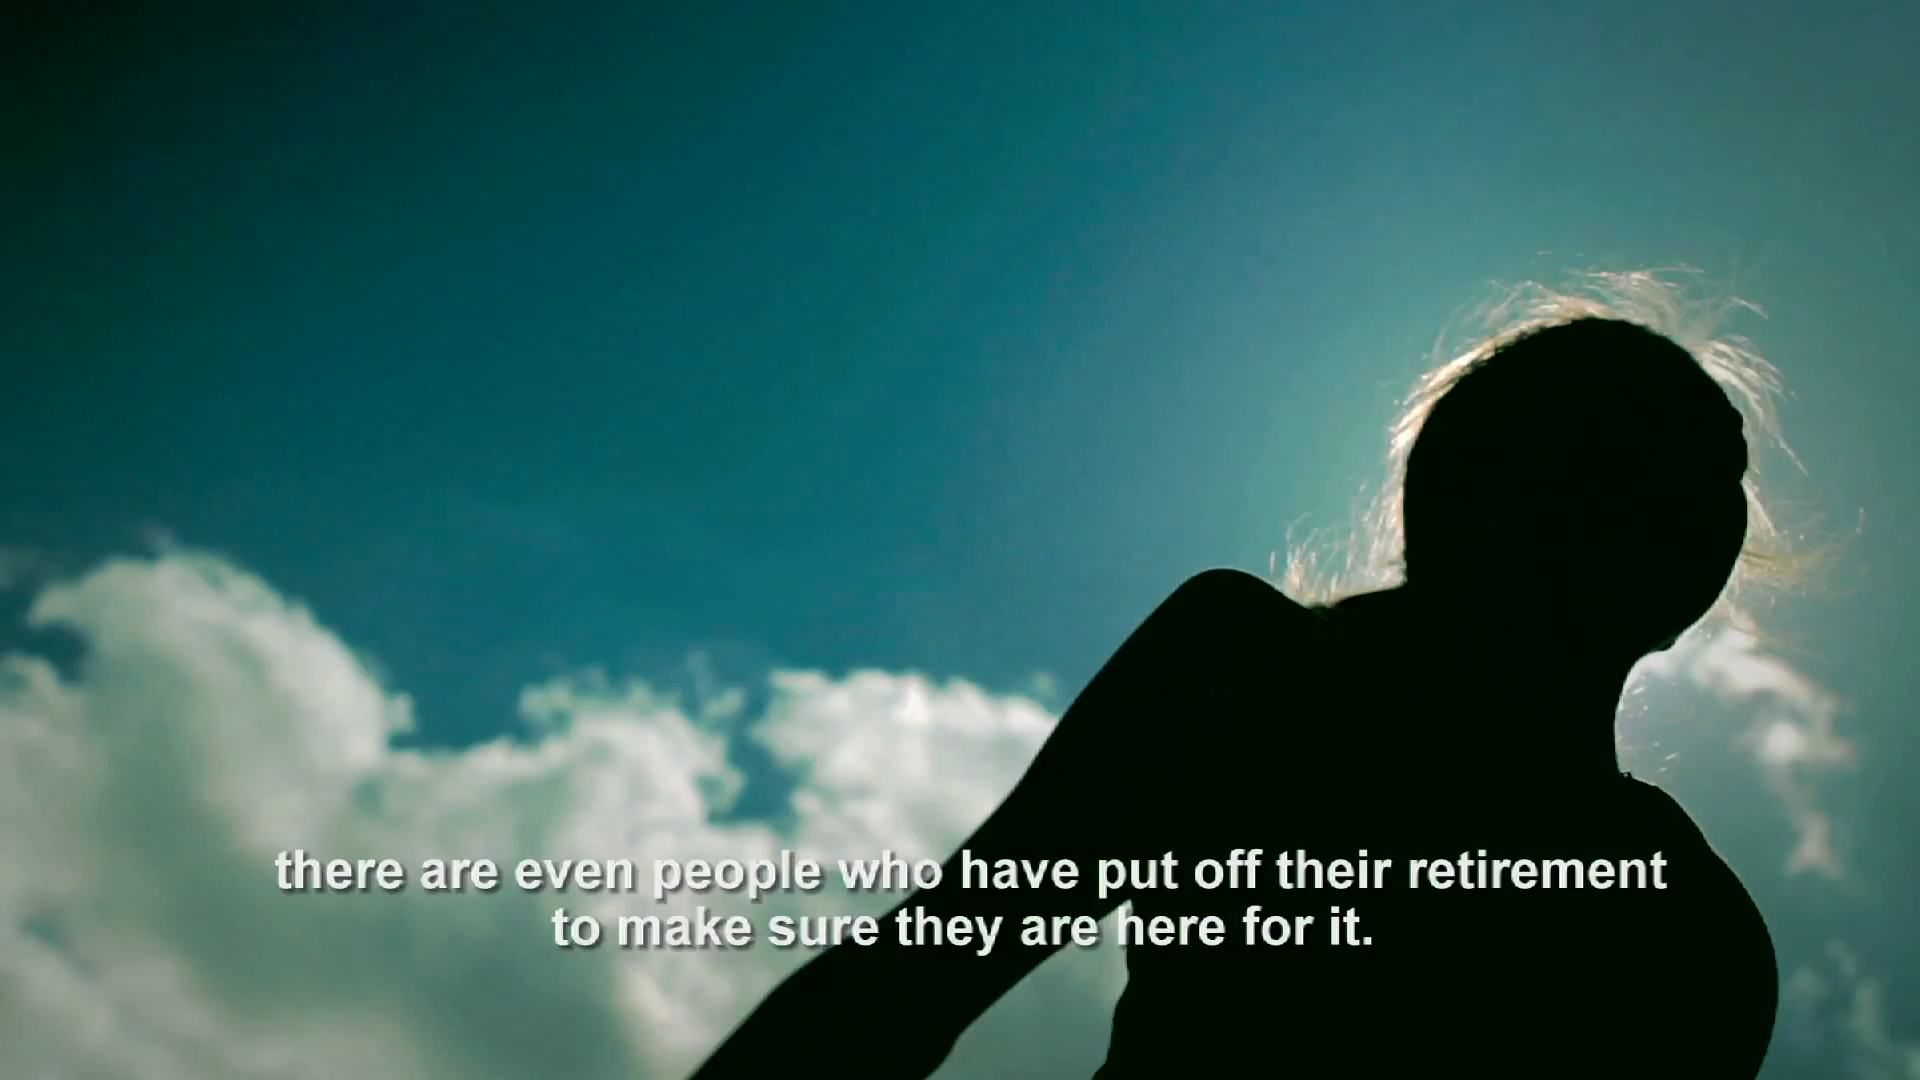 there are even people who have put off their retirement
to make sure they are here for it.